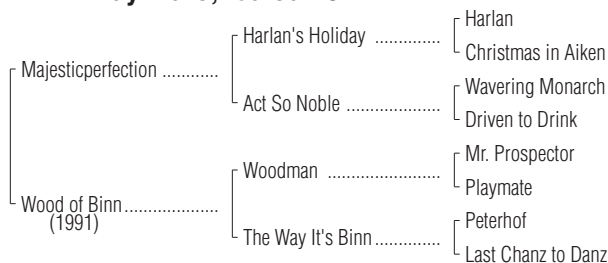 Harlan
Harlan's Holiday ..............
Christmas in Aiken
Majesticperfection ............
Wavering Monarch
Act So Noble .....................
Driven to Drink
Mr. Prospector
Woodman ......................
Playmate
Wood of Binn....................
(1991)
Peterhof
The Way It's Binn...............
Last Chanz to Danz